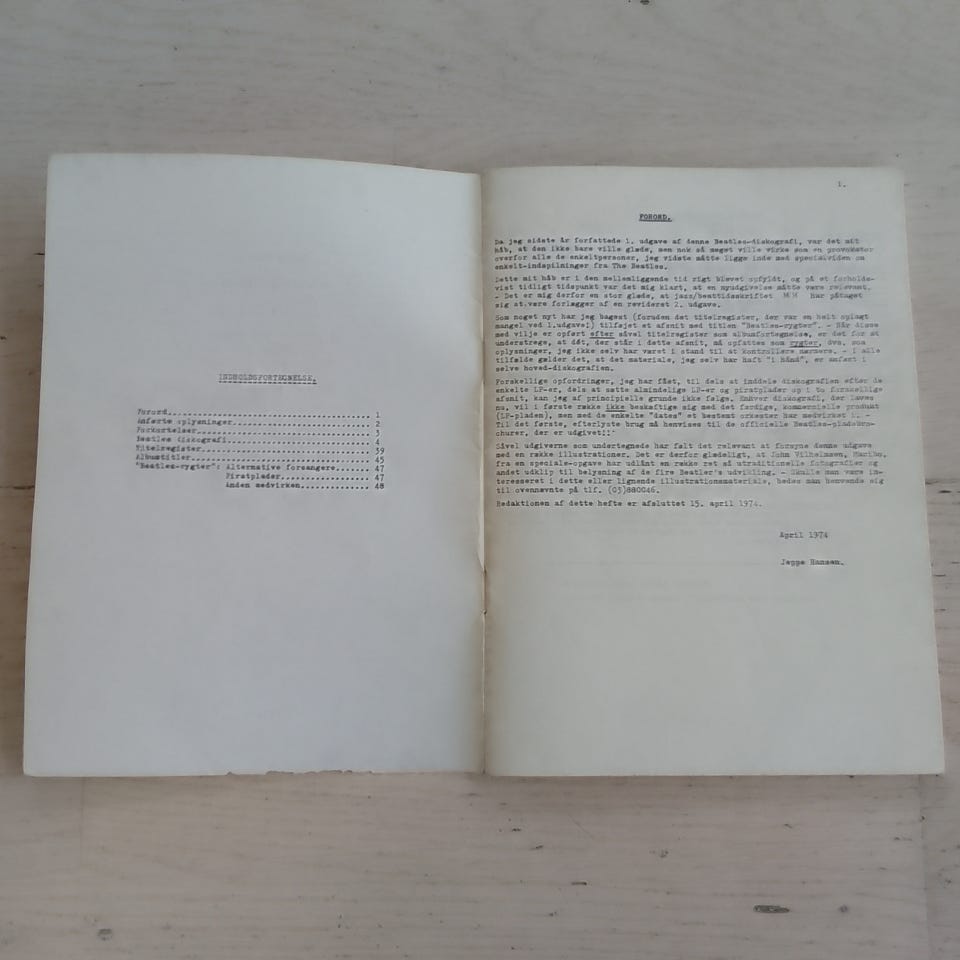 INDHOLDSFORTEGNELSE.
Forord 1
Anførte oplysninger 2
Forkortelser 3
Beatles diskografi 4
Titelregister 39
Albumtitler 45
"Beatles-rygter": Alternative forsangere 47
Piratplader 47
Anden medvirken 48
1.
FORORD.
Da jeg sidste år forfattede 1. udgave af denne Beatles-diskografi, var det mit
håb, at den ikke bare ville glæde, men nok så meget ville virke som en provokator
overfor alle de enkeltpersoner, jeg vidste måtte ligge inde med specialviden om
enkelt-indspilninger fra The Beatles.
Dette mit håb er i den mellemliggende tid rigt blevet opfyldt, og på et forholds-
vist tidligt tidspunkt var det mig klart, at en nyudgivelse måtte være relevant.
- Det er mig derfor en stor glæde, at jazz/beattidsskriftet MM har påtaget
sig at være forlægger af en revideret 2. udgave.
Som noget nyt har jeg bagest (foruden det titelregister, der var en helt oplagt
mangel ved 1.udgave!) tilføjet et afsnit med titlen "Beatles-rygter". - Når disse
med vilje er opført efter såvel titelregister som albumfortegnelse, er det for at
understrege, at dét, der står i dette afsnit, må opfattes som rygter, dvs. som
oplysninger, jeg ikke selv har været i stand til at kontrollere nærmere. - I alle
tilfælde gælder det, at det materiale, jeg selv har haft "i hånd", er anført i
selve hoved-diskografien.
Forskellige opfordringer, jeg har fået, til dels at inddele diskografien efter de
enkelte LP-er, dels at sætte almindelige LP-er og piratplader op i to forskellige
afsnit, kan jeg af principielle grunde ikke følge. Enhver diskografi, der laves
nu, vil i første række ikke beskæftige sig med det færdige, kommercielle produkt
(LP-pladen), men med de enkelte "dates" et bestemt orkester har medvirket i. -
Til det første, efterlyste brug må henvises til de officielle Beatles-pladebro-
churer, der er udgivet!
Såvel udgiverne som undertegnede har følt det relevant at forsyne denne udgave
med en række illustrationer. Det er derfor glædeligt, at John Vilhelmsen, Maribo,
fra en speciale-opgave har udlånt en række ret så utraditionelle fotografier og
andet udklip til belysning af de fire Beatler's udvikling. - Skulle man være in-
teresseret i dette eller lignende illustrationsmateriale, bedes man henvende sig
til ovennævnte på tlf. (03)880046.
Redaktionen af dette hefte er afsluttet 15. april 1974.
April 1974
Jeppe Hansen.